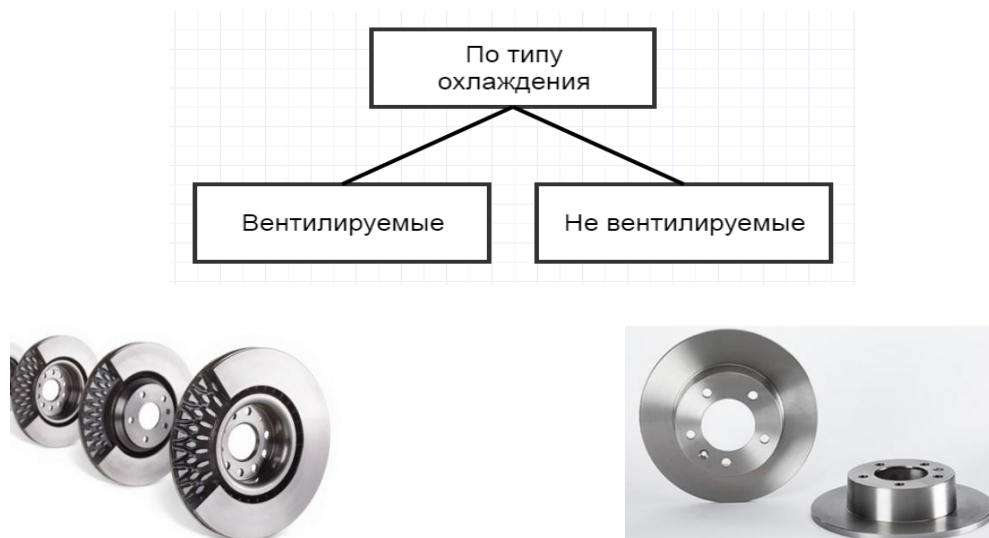 По типу
охлаждения
Вентилируемые
Не вентилируемые